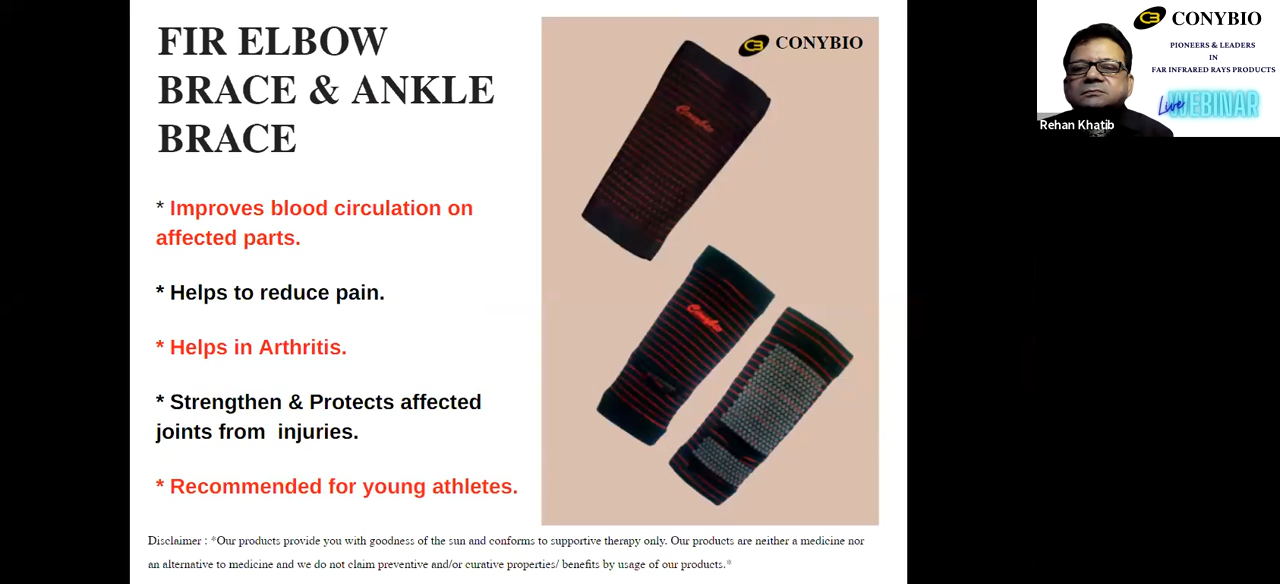 FIR ELBOW
BRACE & ANKLE
BRACE
* Improves blood circulation on
affected parts.
* Helps to reduce pain.
* Helps in Arthritis.
* Strengthen & Protects affected
joints from  injuries.
* Recommended for young athletes.
Disclaimer : *Our products provide you with goodness of the sun and conforms to supportive therapy only. Our products are neither a medicine nor
an alternative to medicine and we do not claim preventive and/or curative properties/ benefits by usage of our products.*
CB CONYBIO
Conybio
Conybio
CB CONYBIO
PIONEERS & LEADERS
IN
FAR INFRARED RAYS PRODUCTS
Live WEBINAR
Rehan Khatib